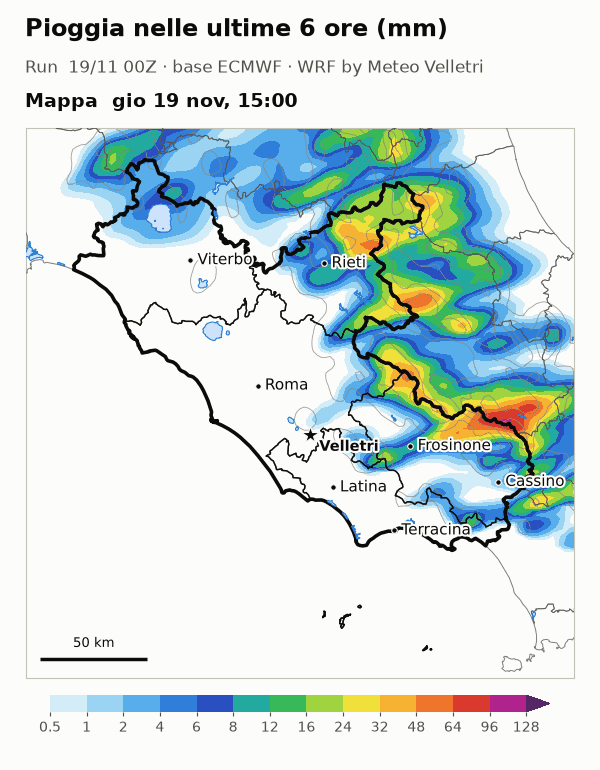 Pioggia nelle ultime 6 ore (mm)
Run  19/11 00Z · base ECMWF · WRF by Meteo Velletri
Mappa  gio 19 nov, 15:00
Viterbo
Rieti
Roma
Velletri
Frosinone
Latina
Cassino
Terracina
50 km
0.5 1 2 4 6 8 12 16 24 32 48 64 96 128